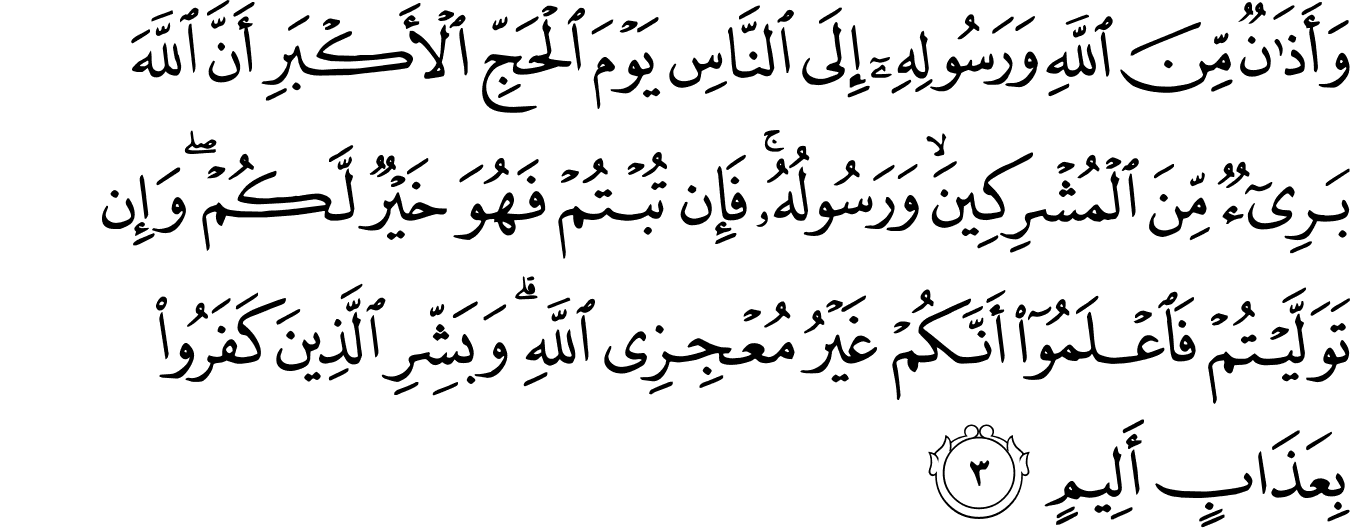 وَأَذَٰنٌ مِّنَ ٱللَّهِ وَرَسُولِهِۦٓ إِلَى ٱلنَّاسِ يَوْمَ ٱلْحَجِّ ٱلْأَكْبَرِ أَنَّ ٱللَّهَ
بَرِىٓءٌ مِّنَ ٱلْمُشْرِكِينَ ۙ وَرَسُولُهُۥ ۚ فَإِن تُبْتُمْ فَهُوَ خَيْرٌ لَّكُمْ ۖ وَإِن
تَوَلَّيْتُمْ فَٱعْلَمُوٓا۟ أَنَّكُمْ غَيْرُ مُعْجِزِى ٱللَّهِ ۗ وَبَشِّرِ ٱلَّذِينَ كَفَرُوا۟
بِعَذَابٍ أَلِيمٍ ٣